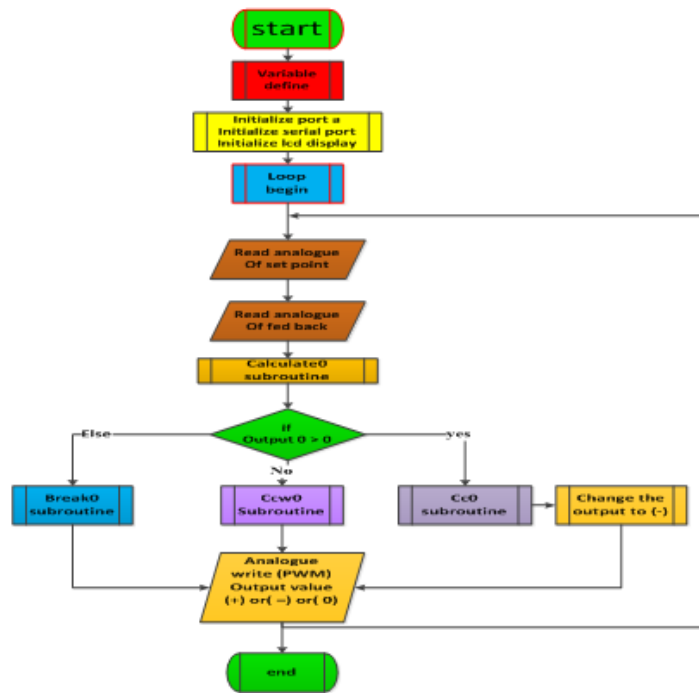 start
Variable
define
Initialize port a
Initialize serial port
Initialize lcd display
Loop
begin
Read analogue
Of set point
Read analogue
Of fed back
Calculate0
subroutine
if
Output 0 > 0
Else
yes
No
Break0
subroutine
Ccw0
Subroutine
Cc0
subroutine
Change the
output to (-)
Analogue
write (PWM)
Output value
(+) or( −) or( 0)
end